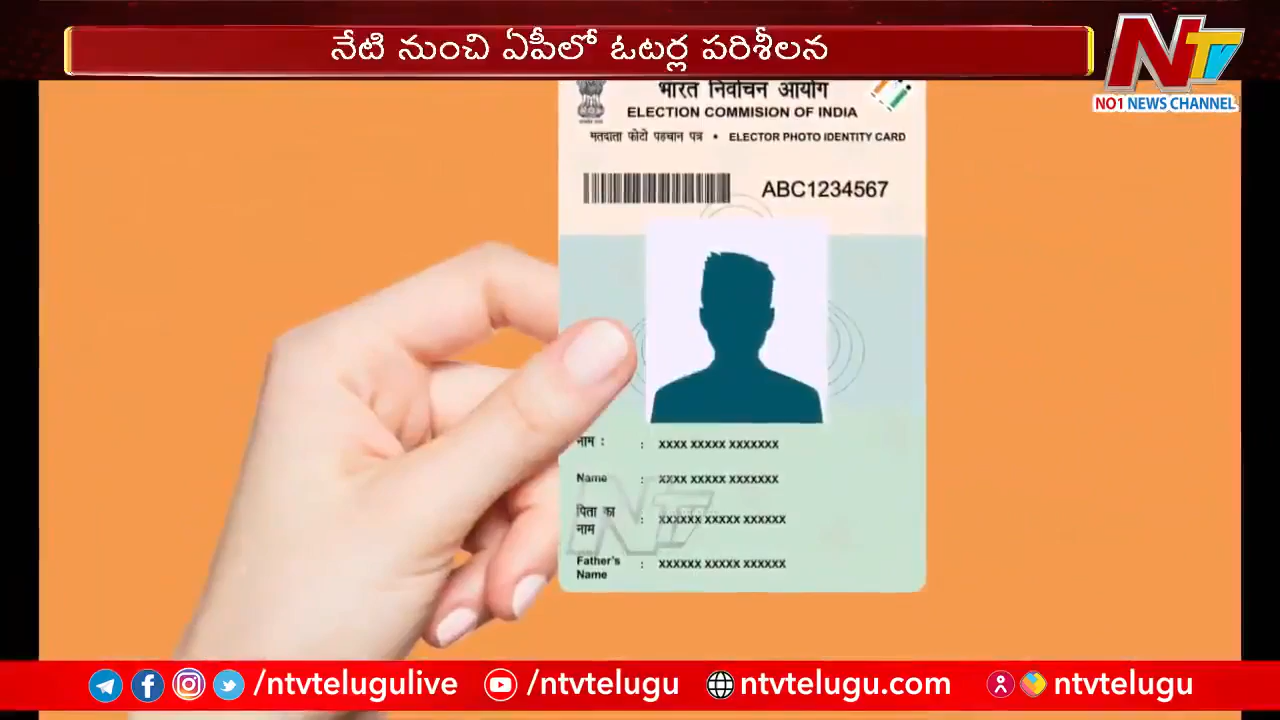 నేటి నుంచి ఏపీలో ఓటర్ల పరిశీలన
NTV
NO1 NEWS CHANNEL
भारत निर्वाचन आयोग
ELECTION COMMISION OF INDIA
मतदाता फोटो पहचान पत्र • ELECTOR PHOTO IDENTITY CARD
ABC1234567
नाम : : XXXX XXXXX XXXXXXX
Name : XXXX XXXXX XXXXXXX
पिता का नाम : XXXXXX XXXXX XXXXXX
Father's Name : XXXXXX XXXXX XXXXXX
NTV
/ntvtelugulive /ntvtelugu ntvtelugu.com ntvtelugu